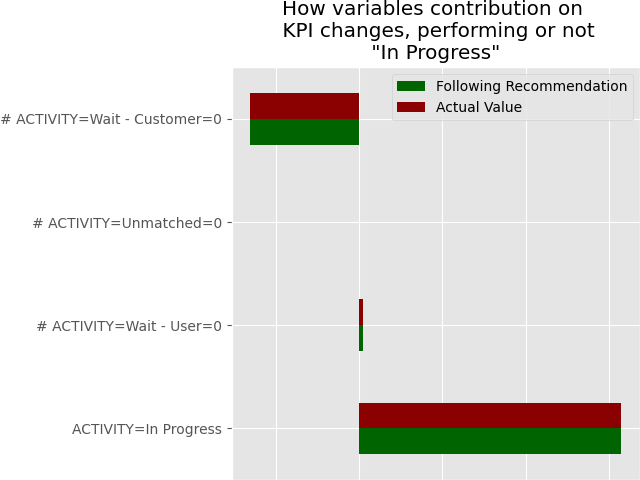 How variables contribution on
KPI changes, performing or not
"In Progress"
Following Recommendation
Actual Value
# ACTIVITY=Wait - Customer=0
# ACTIVITY=Unmatched=0
# ACTIVITY=Wait - User=0
ACTIVITY=In Progress